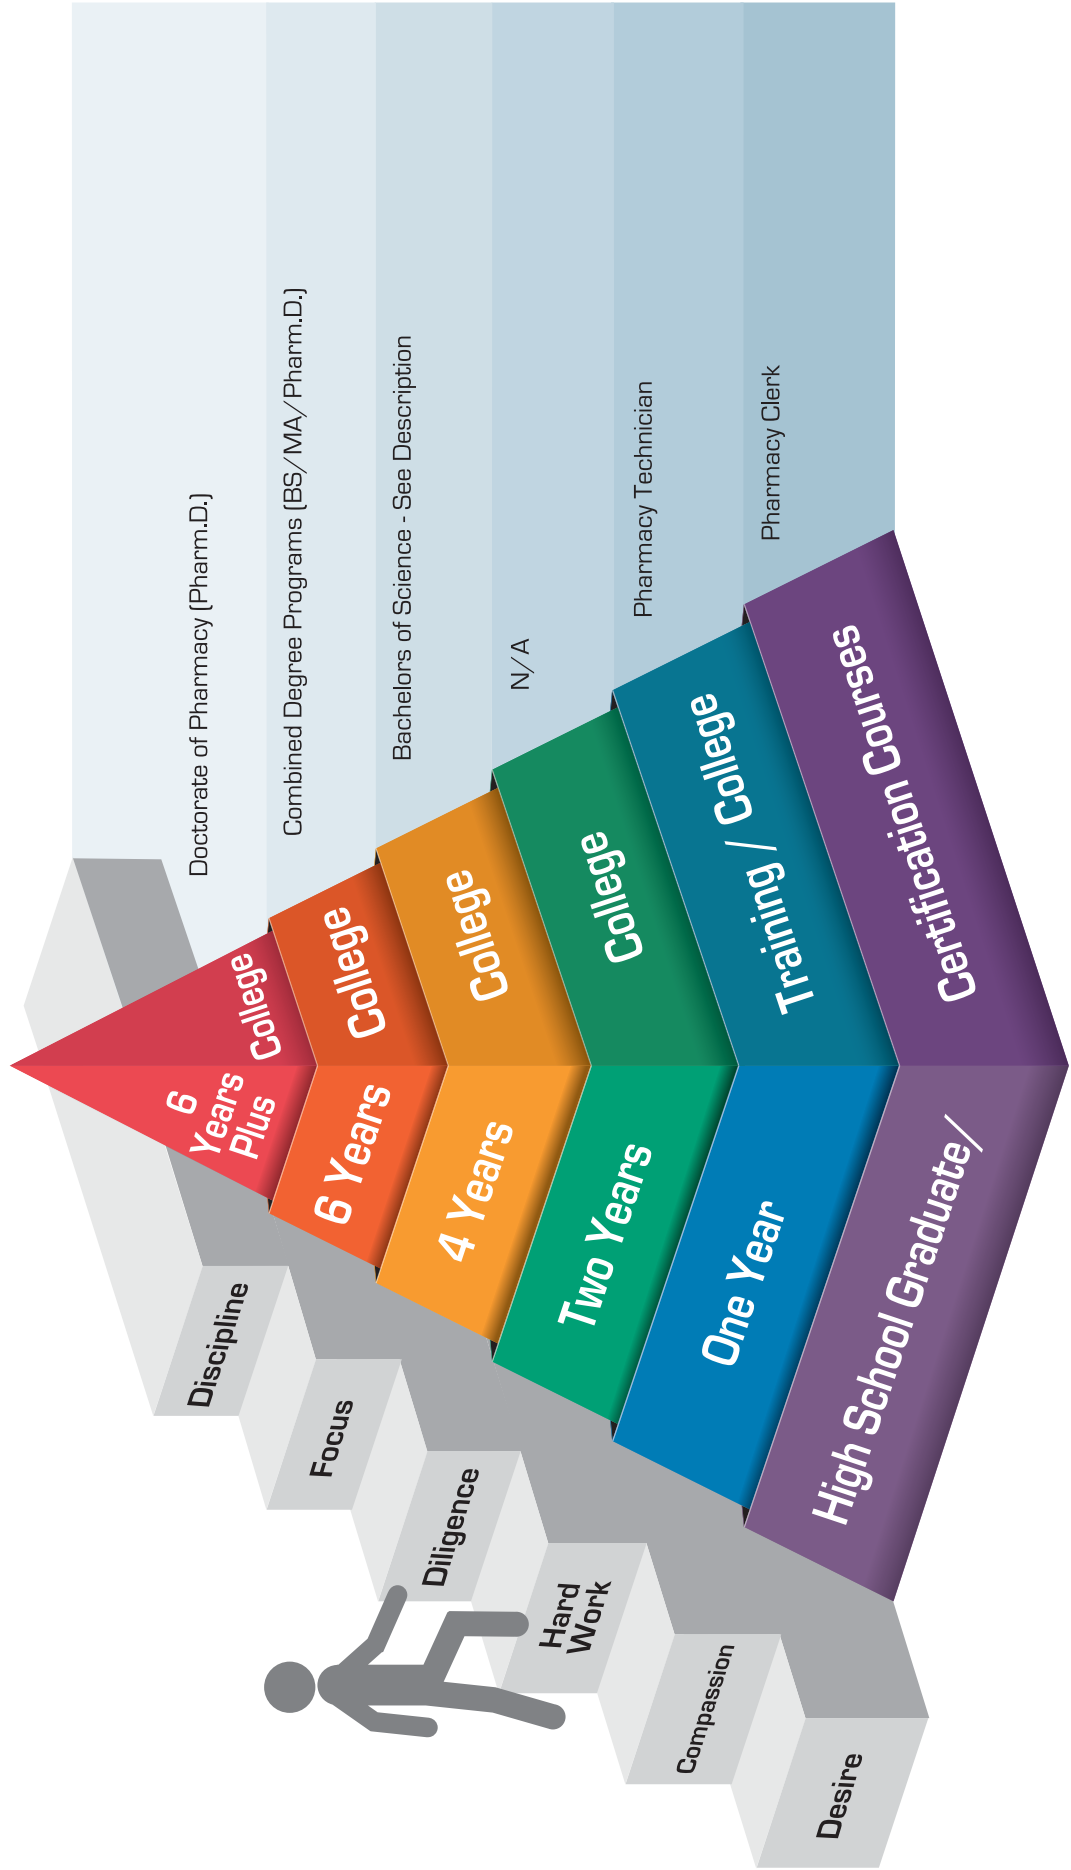 Doctorate of Pharmacy (Pharm.D.)
Combined Degree Programs (BS/MA/Pharm.D.)
Bachelors of Science - See Description
N/A
Pharmacy Technician
Pharmacy Clerk
6
Years
Plus
College
6 Years
College
4 Years
College
Two Years
College
One Year
Training / College
High School Graduate/
Certification Courses
Discipline
Focus
Diligence
Hard
Work
Compassion
Desire